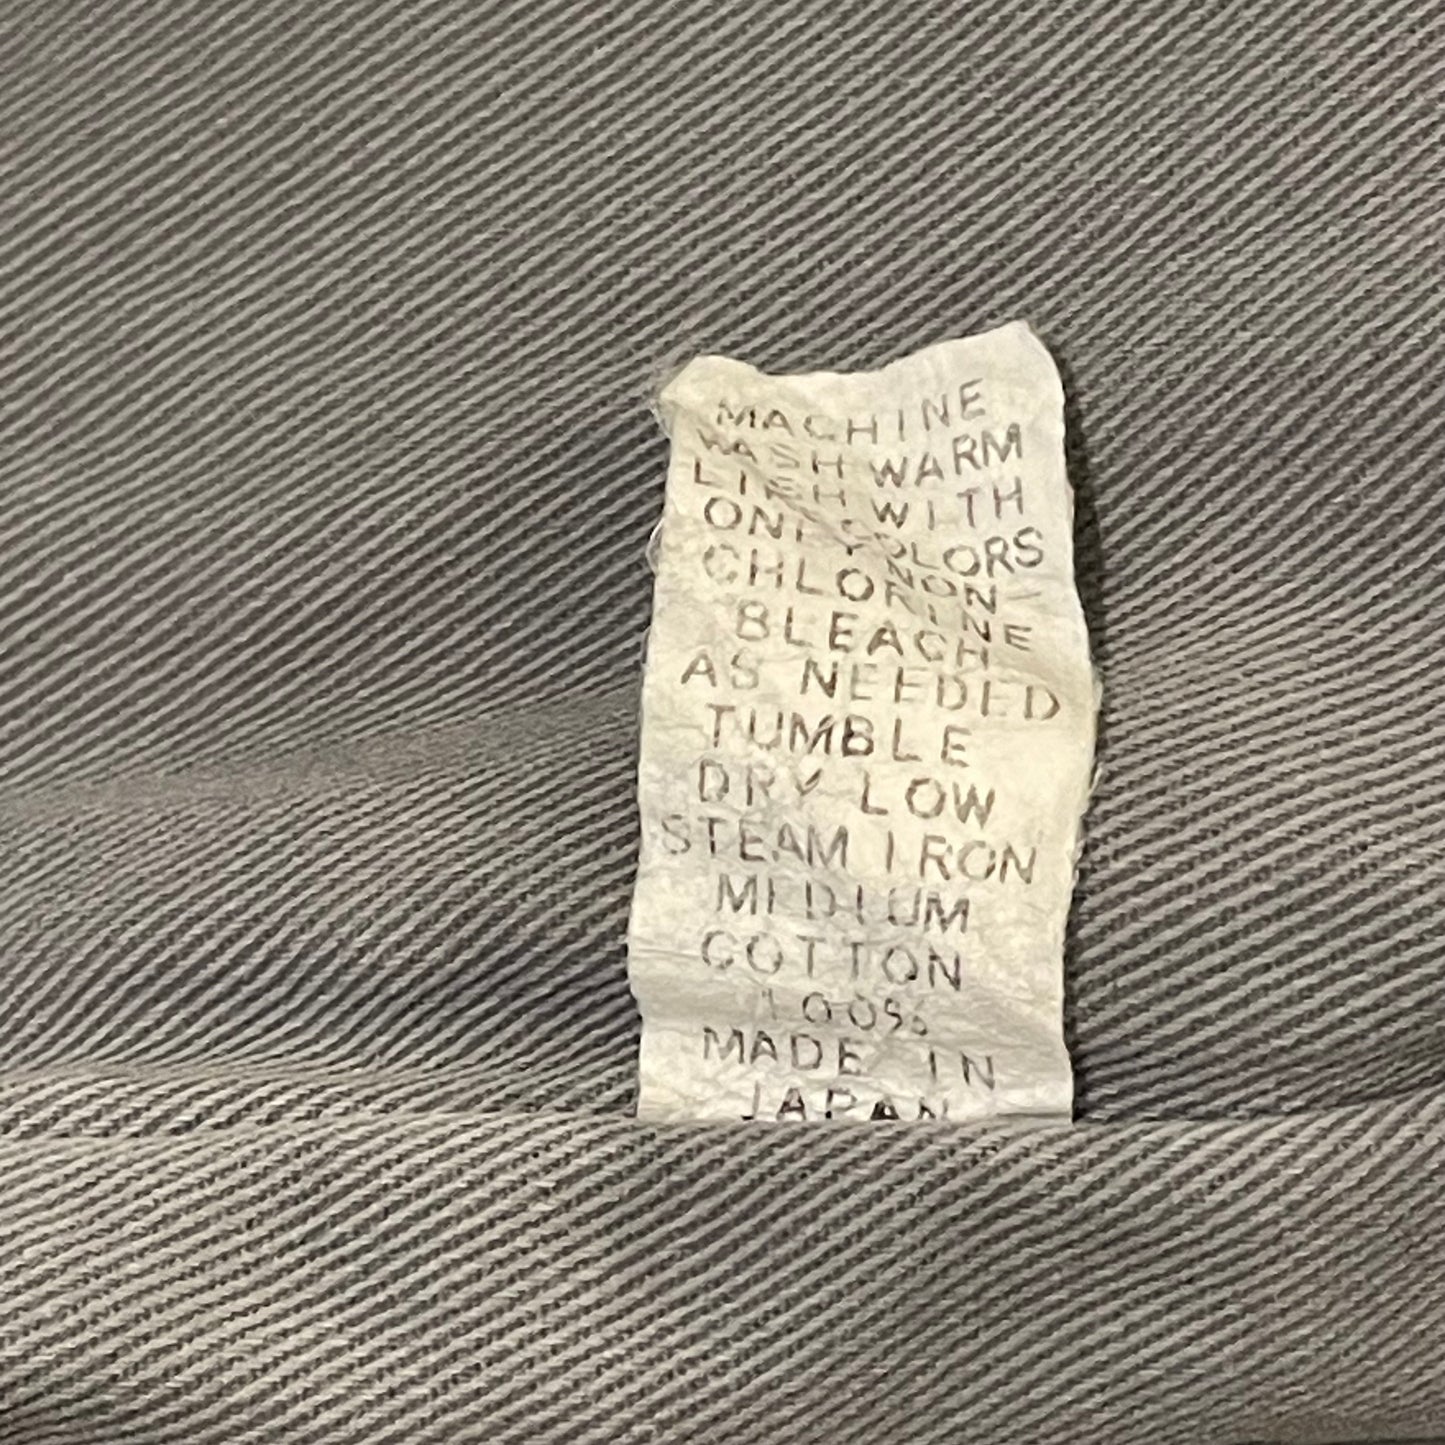 MACHINE
WASH WARM
WITH
COLORS
NON-
CHLORINE
BLEACH
AS NEEDED
TUMBLE
DRY LOW
STEAM IRON
MEDIUM
COTTON
100%
MADE IN
JAPAN